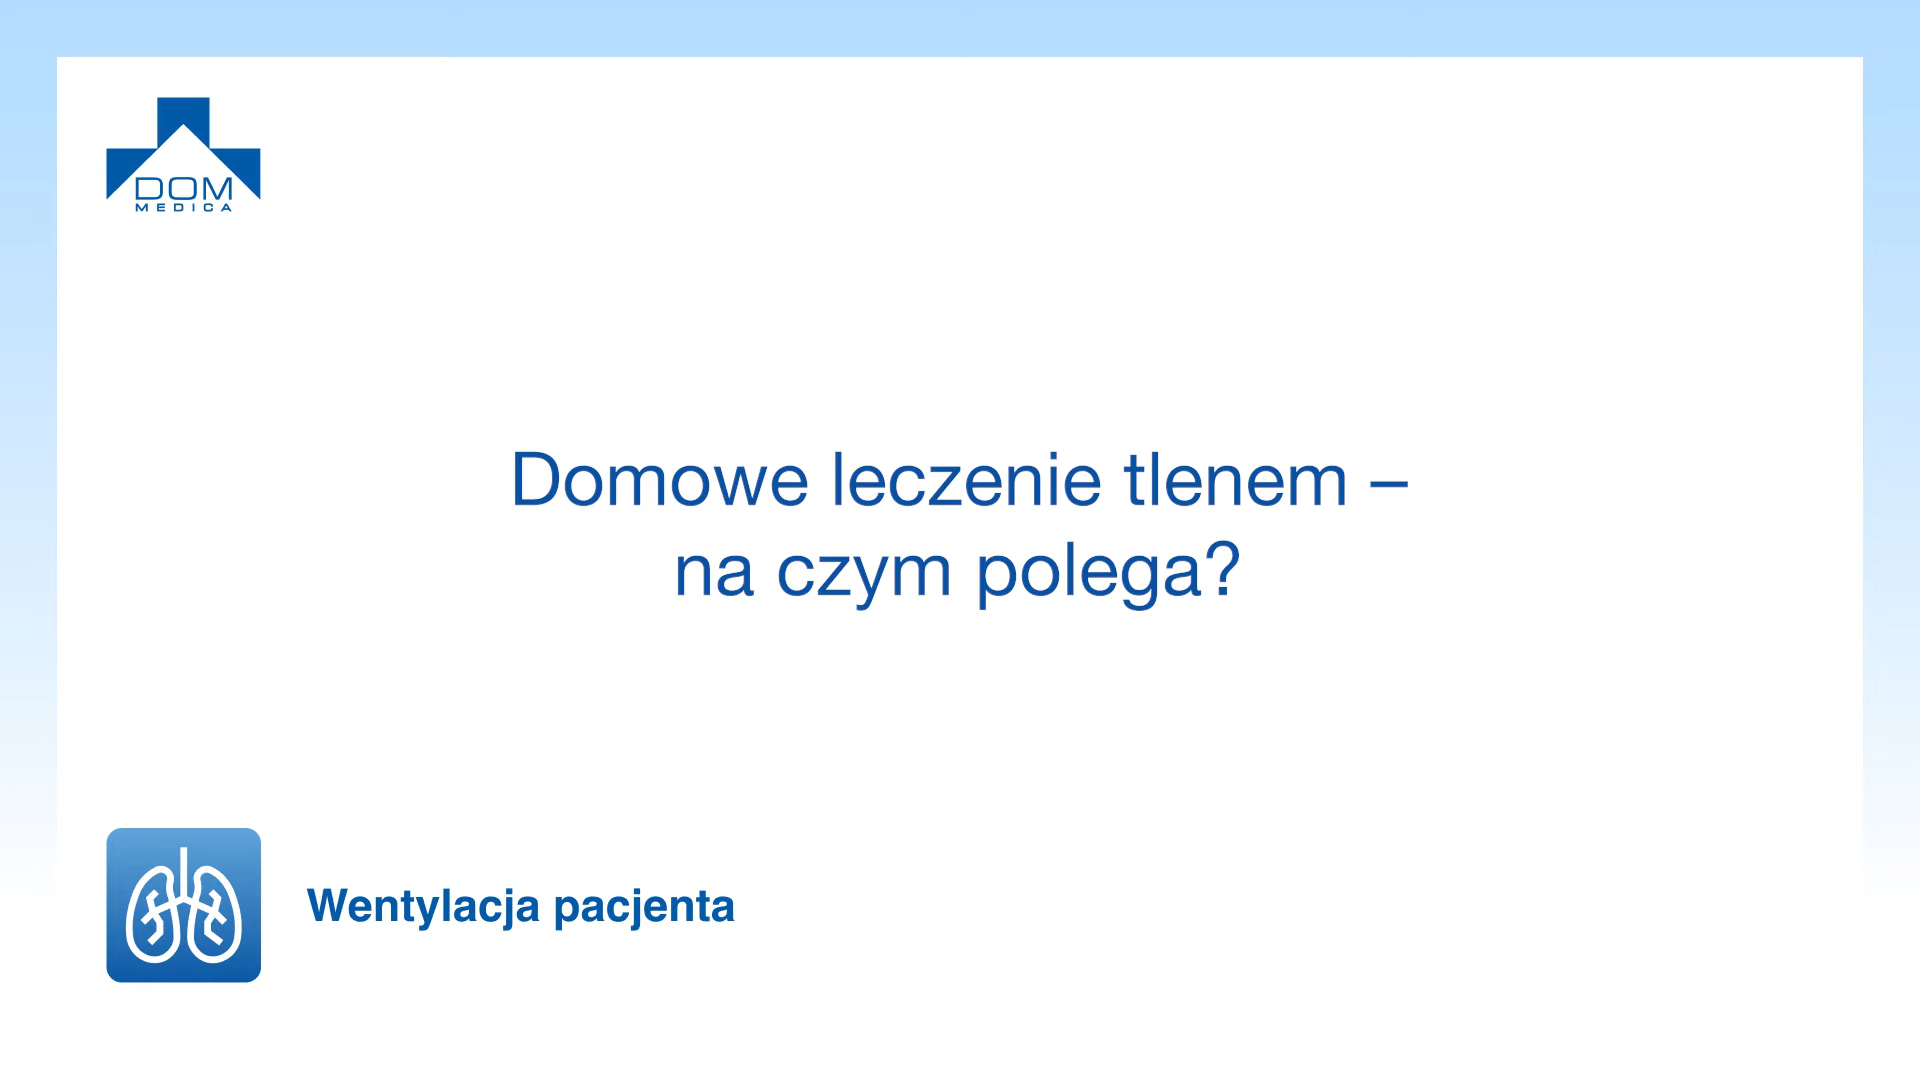 DOM
MEDICA
Domowe leczenie tlenem –
na czym polega?
Wentylacja pacjenta